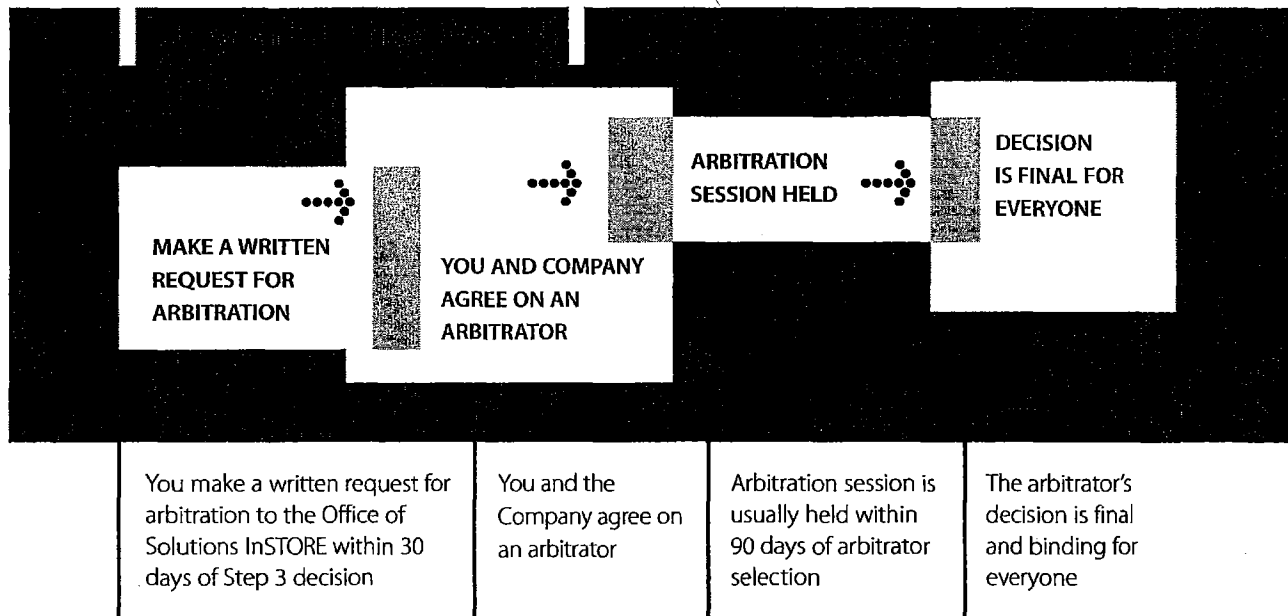 MAKE A WRITTEN
REQUEST FOR
ARBITRATION
YOU AND COMPANY
AGREE ON AN
ARBITRATOR
ARBITRATION
SESSION HELD
DECISION
IS FINAL FOR
EVERYONE
You make a written request for
arbitration to the Office of
Solutions InSTORE within 30
days of Step 3 decision
You and the
Company agree on
an arbitrator
Arbitration session is
usually held within
90 days of arbitrator
selection
The arbitrator's
decision is final
and binding for
everyone